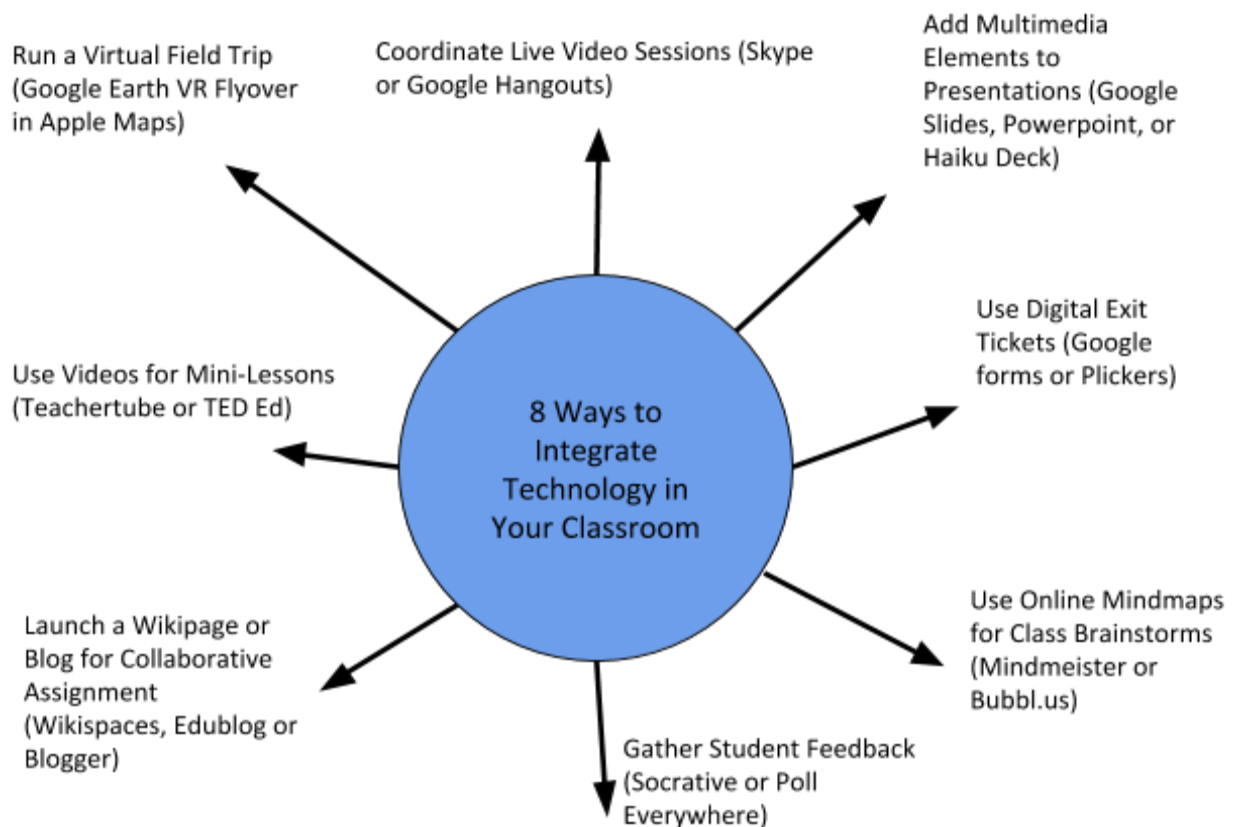 Run a Virtual Field Trip
(Google Earth VR Flyover
in Apple Maps)
Coordinate Live Video Sessions (Skype
or Google Hangouts)
Add Multimedia
Elements to
Presentations (Google
Slides, Powerpoint, or
Haiku Deck)
Use Digital Exit
Tickets (Google
forms or Plickers)
Use Videos for Mini-Lessons
(Teachertube or TED Ed)
8 Ways to
Integrate
Technology in
Your Classroom
Use Online Mindmaps
for Class Brainstorms
(Mindmeister or
Bubbl.us)
Launch a Wikipage or
Blog for Collaborative
Assignment
(Wikispaces, Edublog or
Blogger)
Gather Student Feedback
(Socrative or Poll
Everywhere)